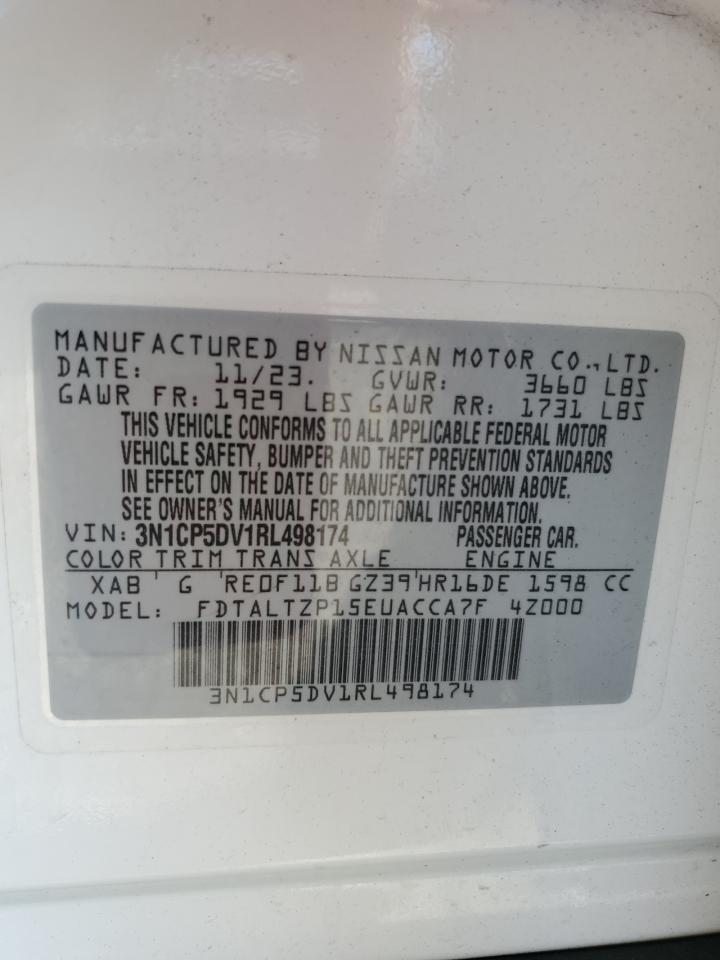 MANUFACTURED BY NISSAN MOTOR CO.,LTD.
DATE: 11/23. GVWR: 3660 LBS
GAWR FR: 1929 LBS GAWR RR: 1731 LBS
THIS VEHICLE CONFORMS TO ALL APPLICABLE FEDERAL MOTOR
VEHICLE SAFETY, BUMPER AND THEFT PREVENTION STANDARDS
IN EFFECT ON THE DATE OF MANUFACTURE SHOWN ABOVE.
SEE OWNER'S MANUAL FOR ADDITIONAL INFORMATION.
VIN: 3N1CP5DV1RL498174 PASSENGER CAR.
COLOR TRIM TRANS AXLE ENGINE
XAB ' G RE0F11B GZ39'HR16DE 1598 CC
MODEL: FDTALTZP15EUACCA7F 4Z000
3N1CP5DV1RL498174